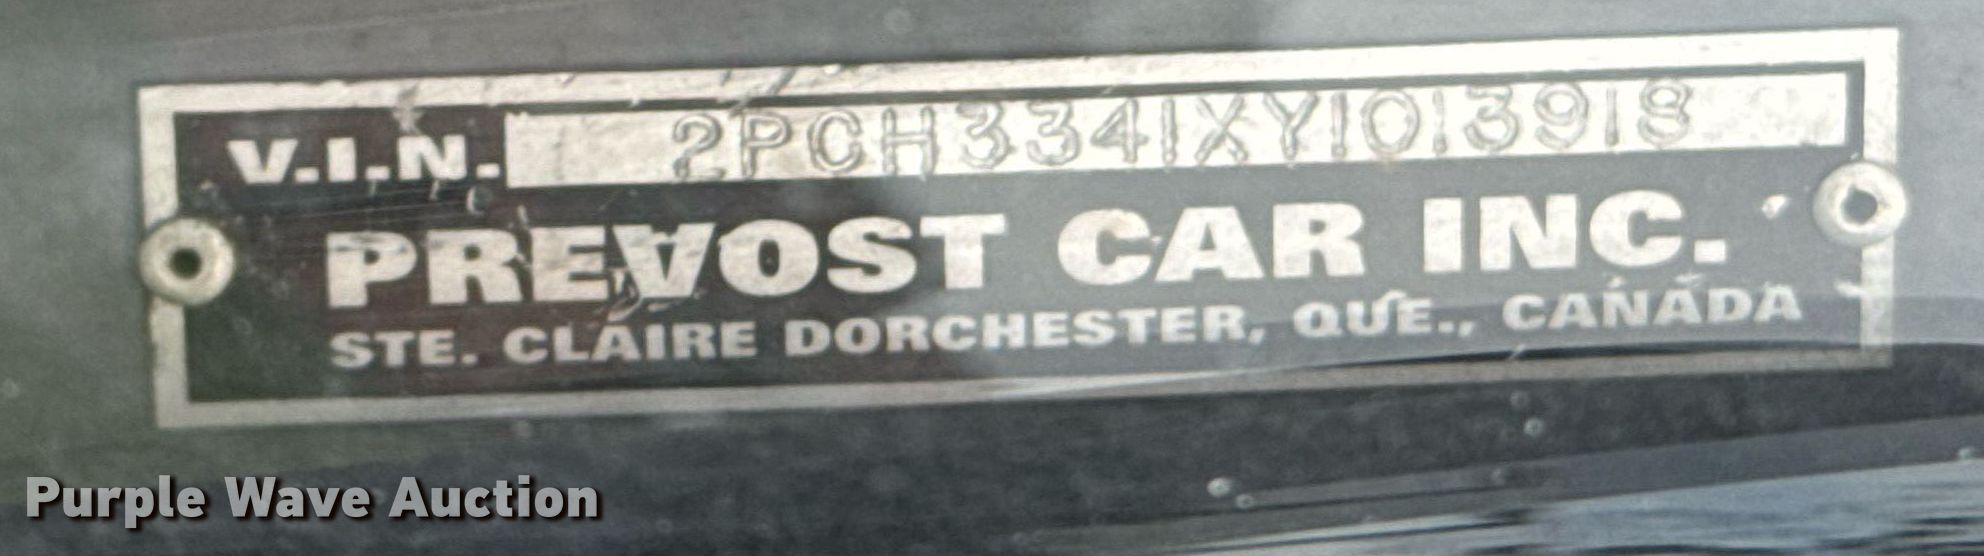 V.I.N. 2PCH3341XY1013918
PREVOST CAR INC.
STE. CLAIRE DORCHESTER, QUE., CANADA
Purple Wave Auction